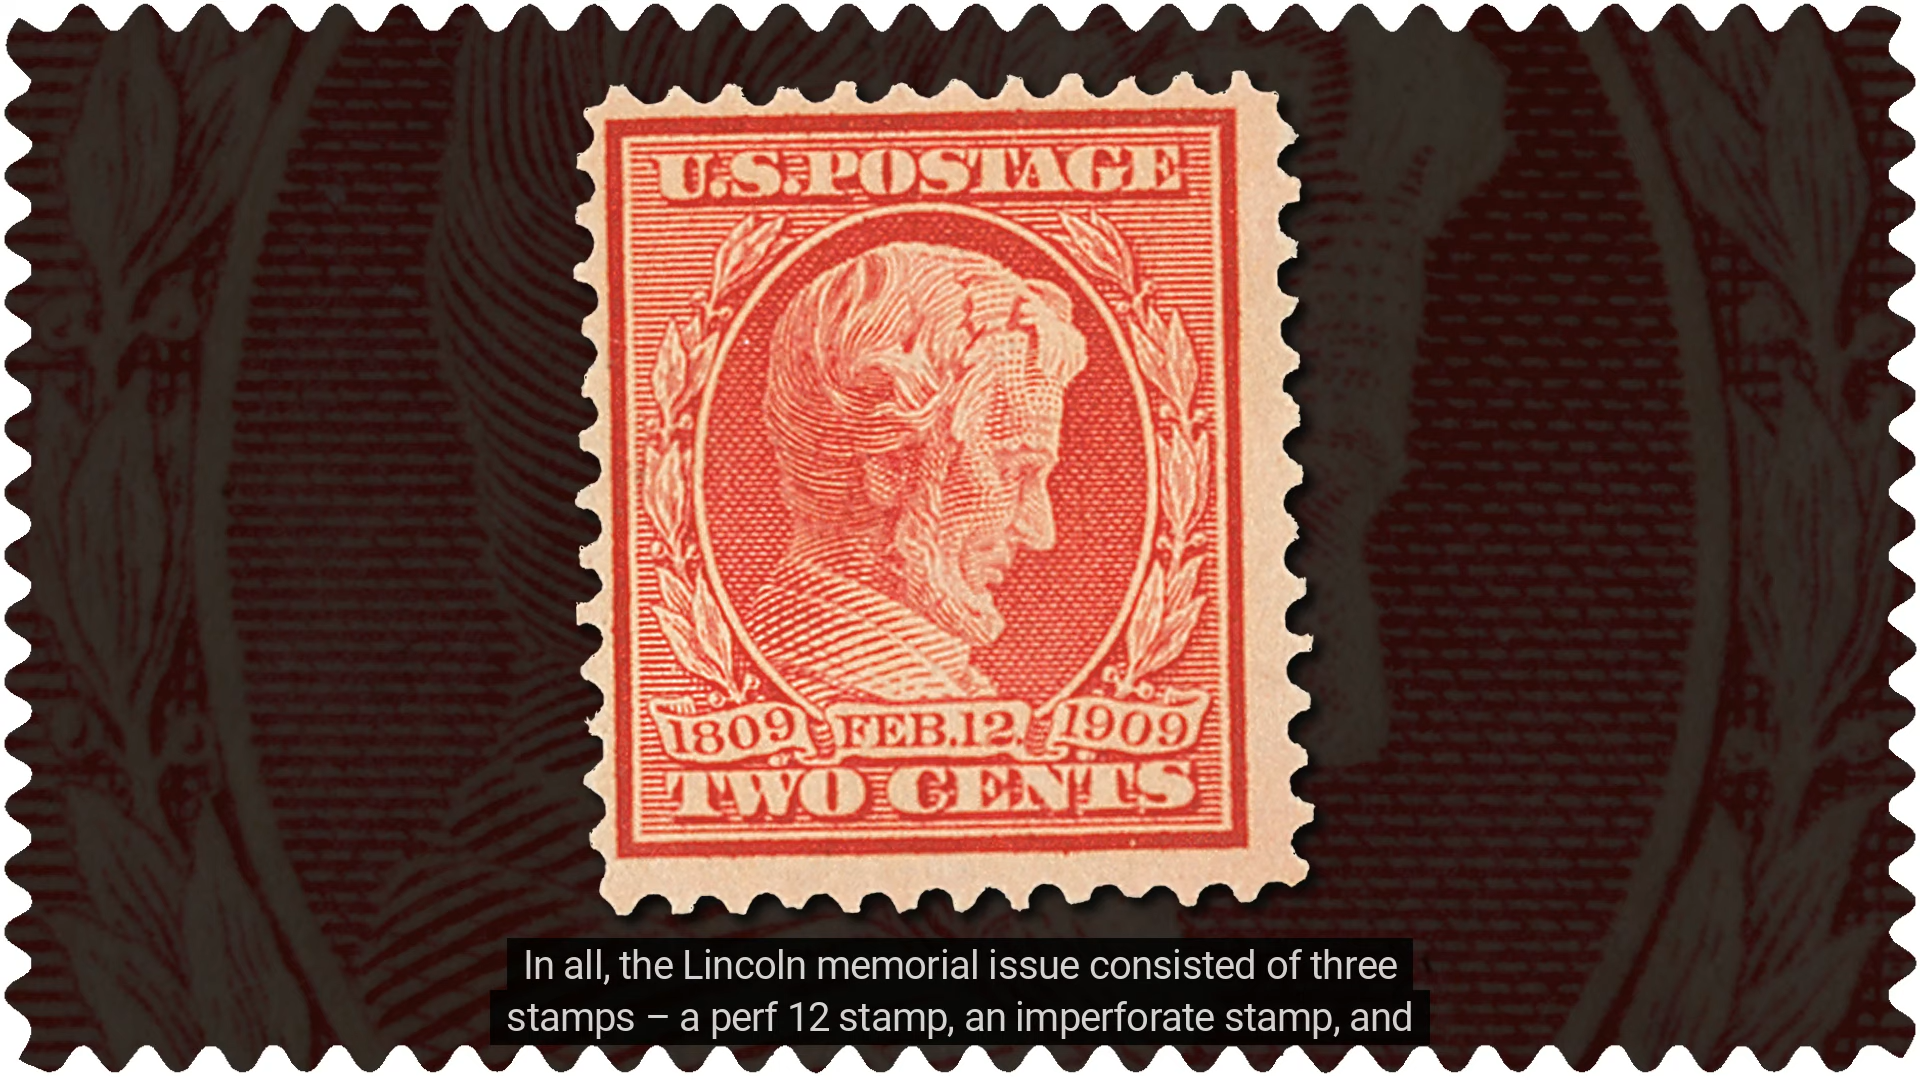 U.S. POSTAGE
1809 FEB. 12. 1909
TWO CENTS
In all, the Lincoln memorial issue consisted of three
stamps – a perf 12 stamp, an imperforate stamp, and